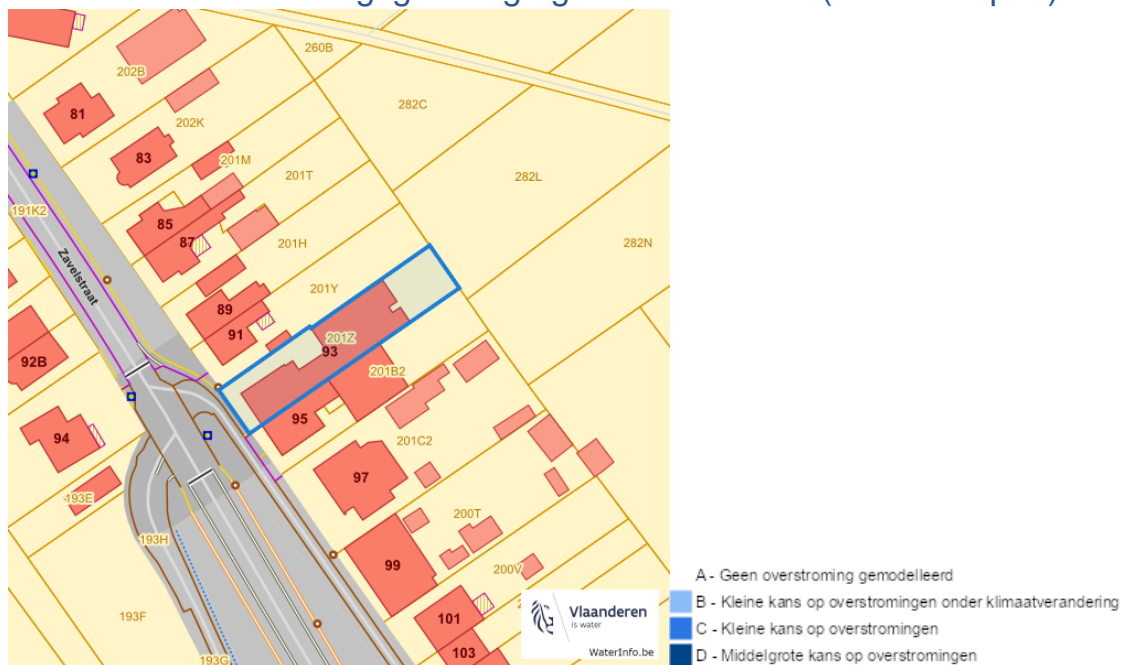 260B
202B
282C
81
202K
83
201M
201T
282L
191K2
85
87
201H
282N
Zavelstraat
201Y
89
91
201Z
93
92B
201B2
95
94
201C2
97
193E
200T
193H
99
200V
A - Geen overstroming gemodelleerd
B - Kleine kans op overstromingen onder klimaatverandering
193F
101
Vlaanderen
is water
C - Kleine kans op overstromingen
WaterInfo.be
103
193G
D - Middelgrote kans op overstromingen